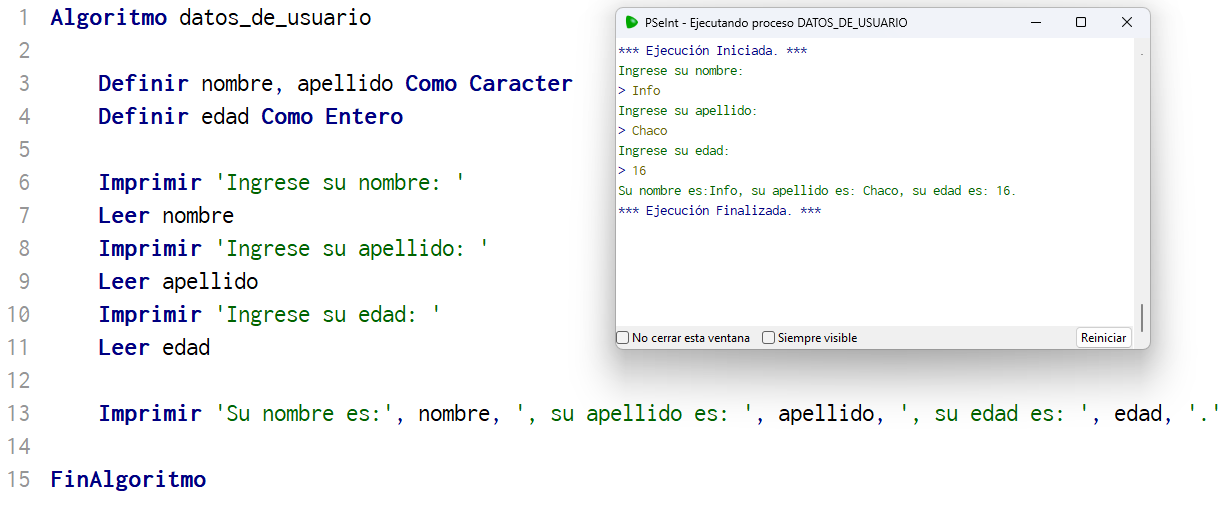 1 Algoritmo datos_de_usuario
2
3 Definir nombre, apellido Como Caracter
4 Definir edad Como Entero
5
6 Imprimir 'Ingrese su nombre: '
7 Leer nombre
8 Imprimir 'Ingrese su apellido: '
9 Leer apellido
10 Imprimir 'Ingrese su edad: '
11 Leer edad
12
13 Imprimir 'Su nombre es:', nombre, ', su apellido es: ', apellido, ', su edad es: ', edad, '.'
14
15 FinAlgoritmo
PSeInt - Ejecutando proceso DATOS_DE_USUARIO
*** Ejecución Iniciada. ***
Ingrese su nombre:
> Info
Ingrese su apellido:
> Chaco
Ingrese su edad:
> 16
Su nombre es:Info, su apellido es: Chaco, su edad es: 16.
*** Ejecución Finalizada. ***
No cerrar esta ventana Siempre visible Reiniciar